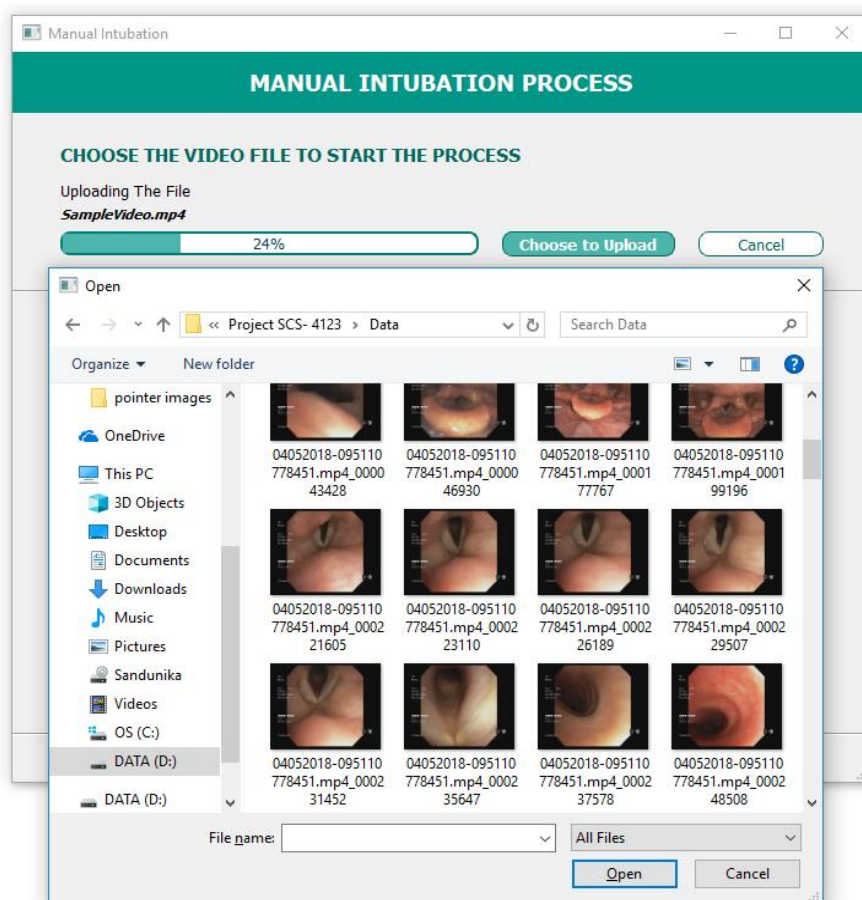 Manual Intubation
MANUAL INTUBATION PROCESS
CHOOSE THE VIDEO FILE TO START THE PROCESS
Uploading The File
SampleVideo.mp4
24%
Choose to Upload
Cancel
Open
« Project SCS- 4123 > Data
Search Data
Organize
New folder
pointer images
OneDrive
This PC
3D Objects
Desktop
Documents
Downloads
Music
Pictures
Sandunika
Videos
OS (C:)
DATA (D:)
DATA (D:)
04052018-095110
778451.mp4_0000
43428
04052018-095110
778451.mp4_0000
46930
04052018-095110
778451.mp4_0001
77767
04052018-095110
778451.mp4_0001
99196
04052018-095110
778451.mp4_0002
21605
04052018-095110
778451.mp4_0002
23110
04052018-095110
778451.mp4_0002
26189
04052018-095110
778451.mp4_0002
29507
04052018-095110
778451.mp4_0002
31452
04052018-095110
778451.mp4_0002
35647
04052018-095110
778451.mp4_0002
37578
04052018-095110
778451.mp4_0002
48508
File name:
All Files
Open
Cancel